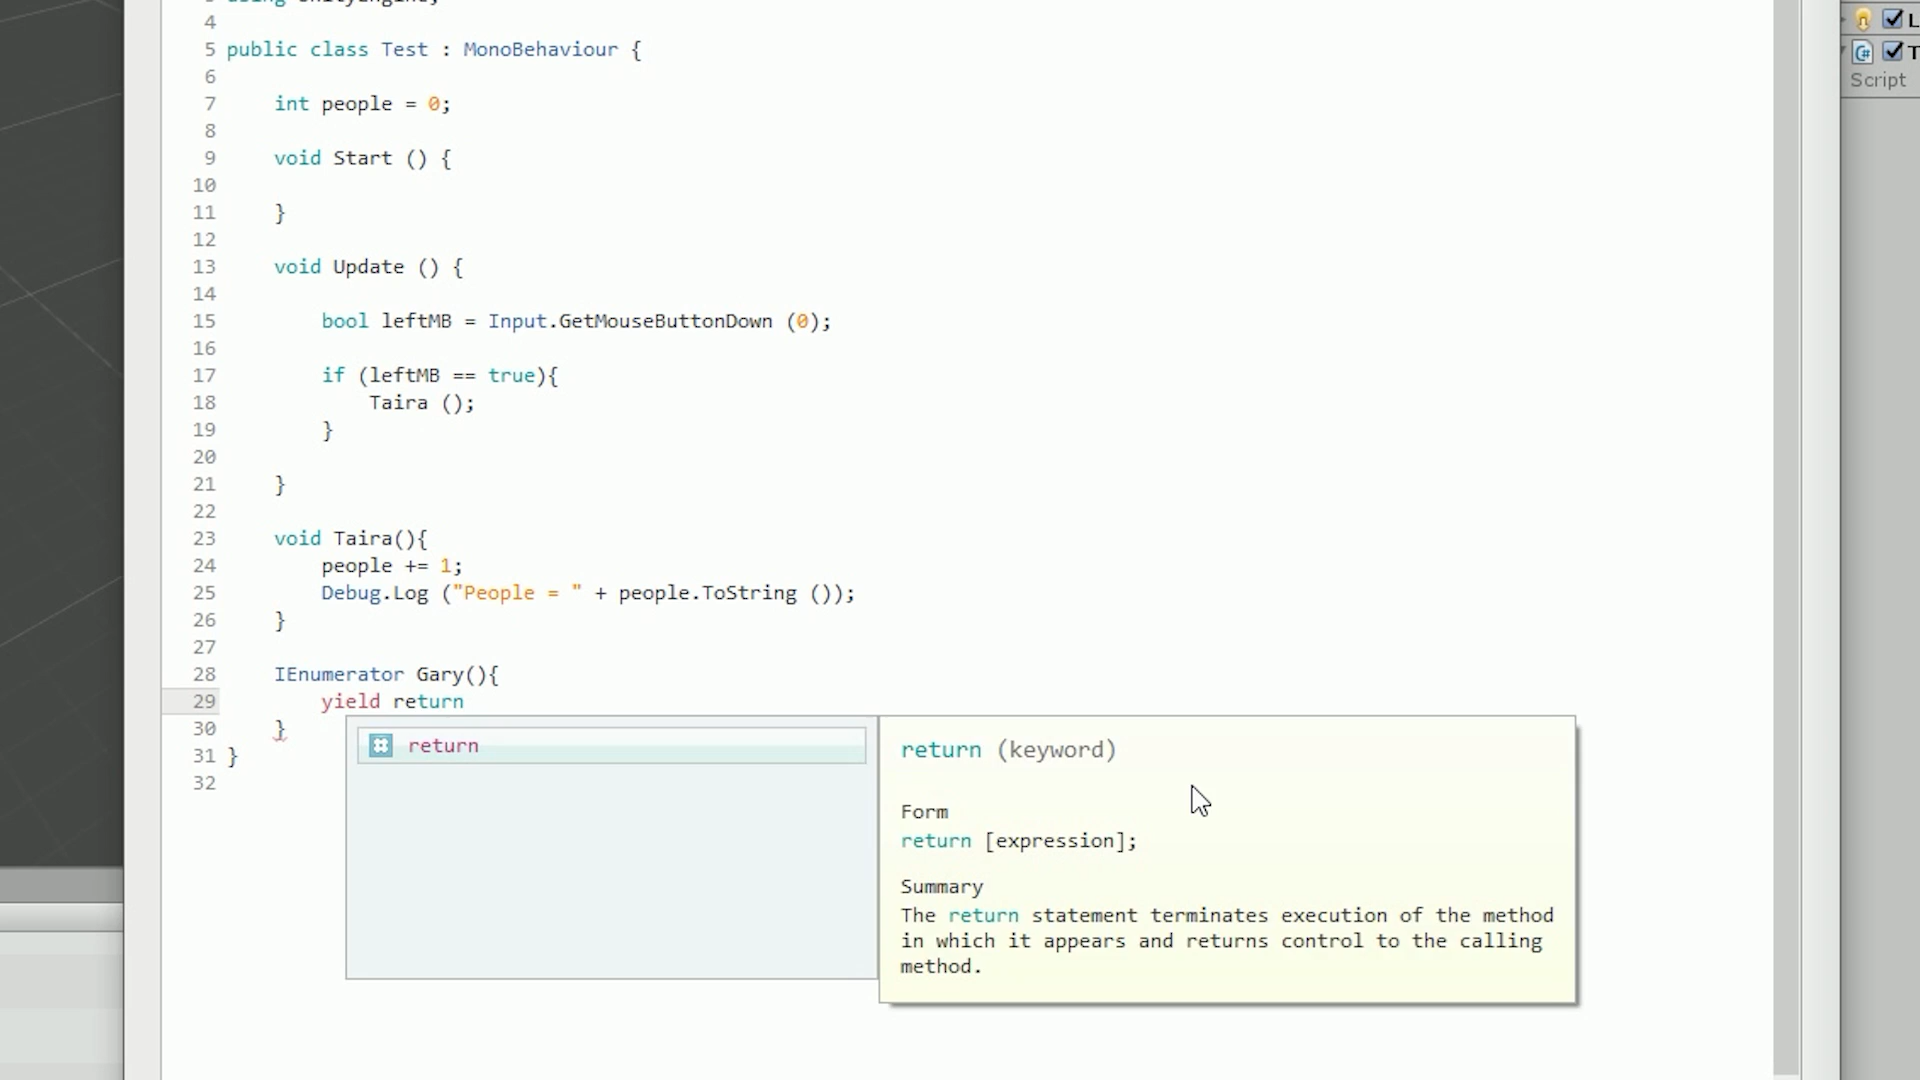 using UnityEngine;
4
5 public class Test : MonoBehaviour {
6
7 int people = 0;
8
9 void Start () {
10
11 }
12
13 void Update () {
14
15 bool leftMB = Input.GetMouseButtonDown (0);
16
17 if (leftMB == true){
18 Taira ();
19 }
20
21 }
22
23 void Taira(){
24 people += 1;
25 Debug.Log ("People = " + people.ToString ());
26 }
27
28 IEnumerator Gary(){
29 yield return
30 }
31 }
32
return
return (keyword)
Form
return [expression];
Summary
The return statement terminates execution of the method
in which it appears and returns control to the calling
method.
L
T
Script